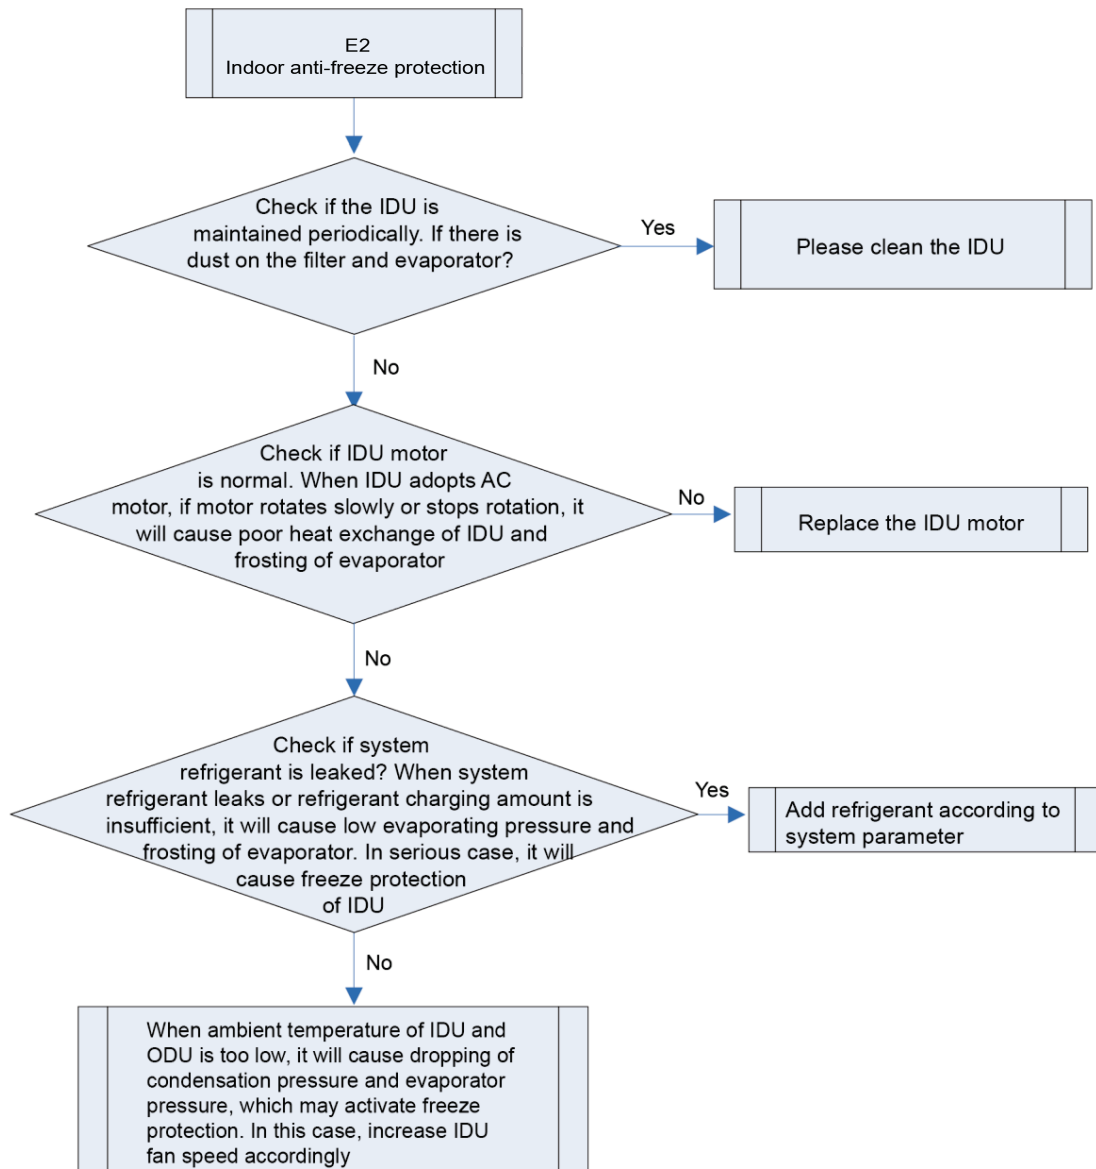 E2
Indoor anti-freeze protection
Check if the IDU is
maintained periodically. If there is
dust on the filter and evaporator?
Yes
Please clean the IDU
No
Check if IDU motor
is normal. When IDU adopts AC
motor, if motor rotates slowly or stops rotation, it
will cause poor heat exchange of IDU and
frosting of evaporator
No
Replace the IDU motor
No
Check if system
refrigerant is leaked? When system
refrigerant leaks or refrigerant charging amount is
insufficient, it will cause low evaporating pressure and
frosting of evaporator. In serious case, it will
cause freeze protection
of IDU
Yes
Add refrigerant according to
system parameter
No
When ambient temperature of IDU and
ODU is too low, it will cause dropping of
condensation pressure and evaporator
pressure, which may activate freeze
protection. In this case, increase IDU
fan speed accordingly